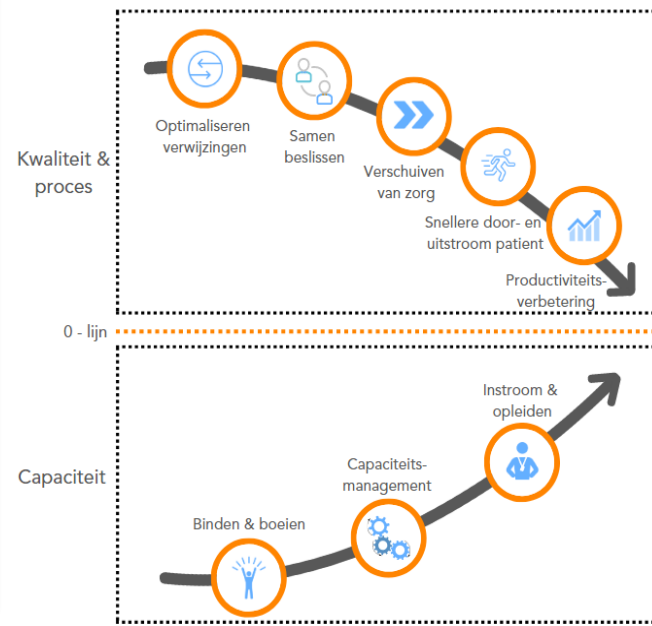 Optimaliseren
verwijzingen
Samen
beslissen
Kwaliteit &
proces
Verschuiven
van zorg
Snellere door- en
uitstroom patient
Productiviteits-
verbetering
0 - lijn
Instroom &
opleiden
Capaciteits-
management
Capaciteit
Binden & boeien